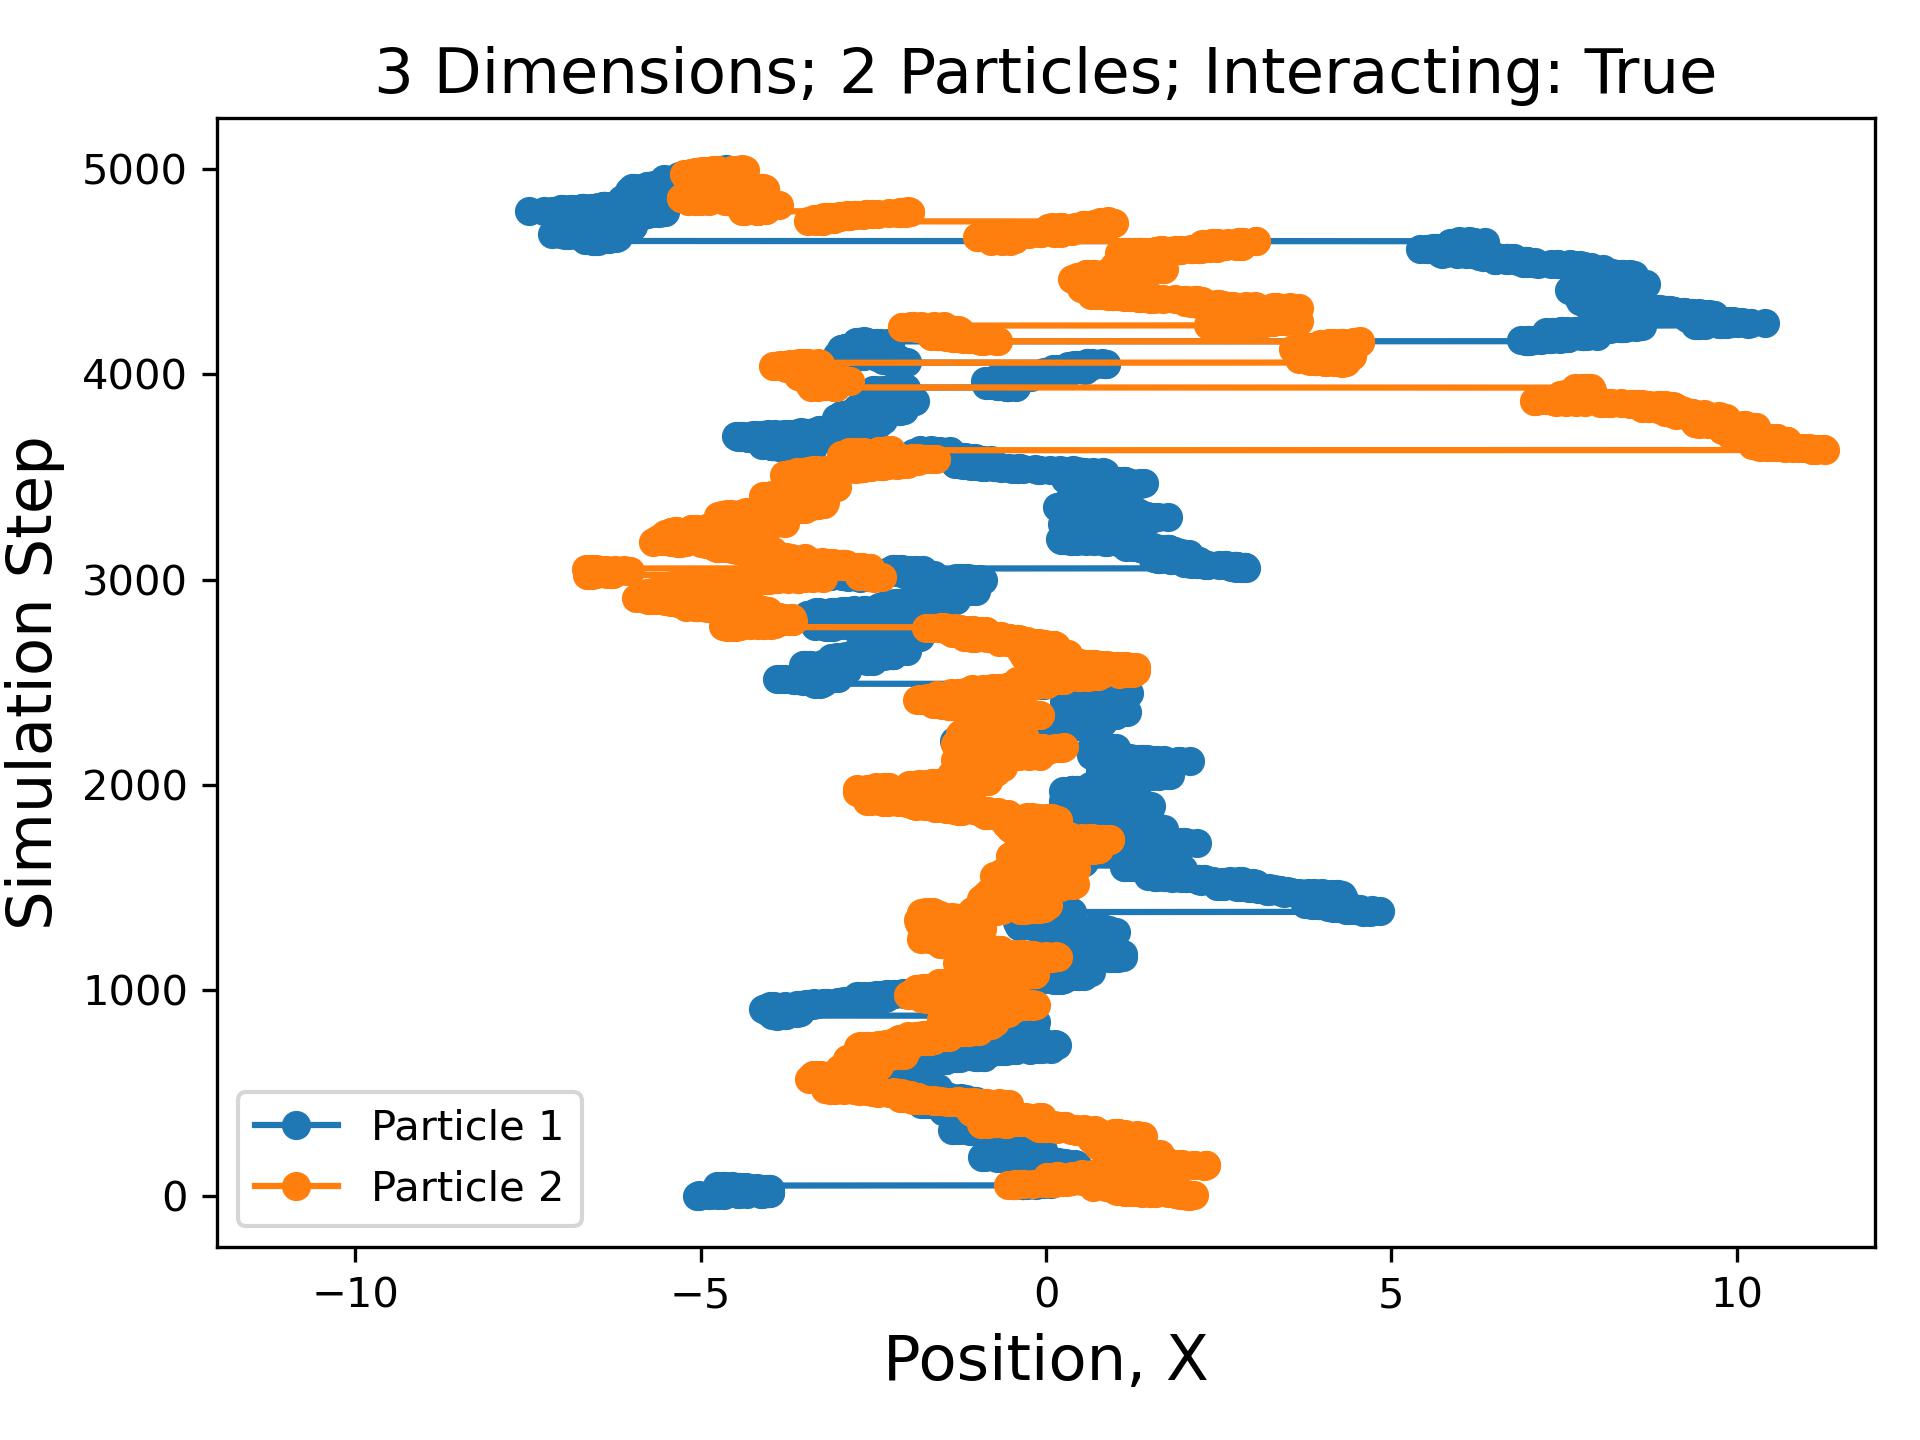 3 Dimensions; 2 Particles; Interacting: True
Simulation Step
5000
4000
3000
2000
1000
0
Particle 1
Particle 2
−10
−5
0
5
10
Position, X